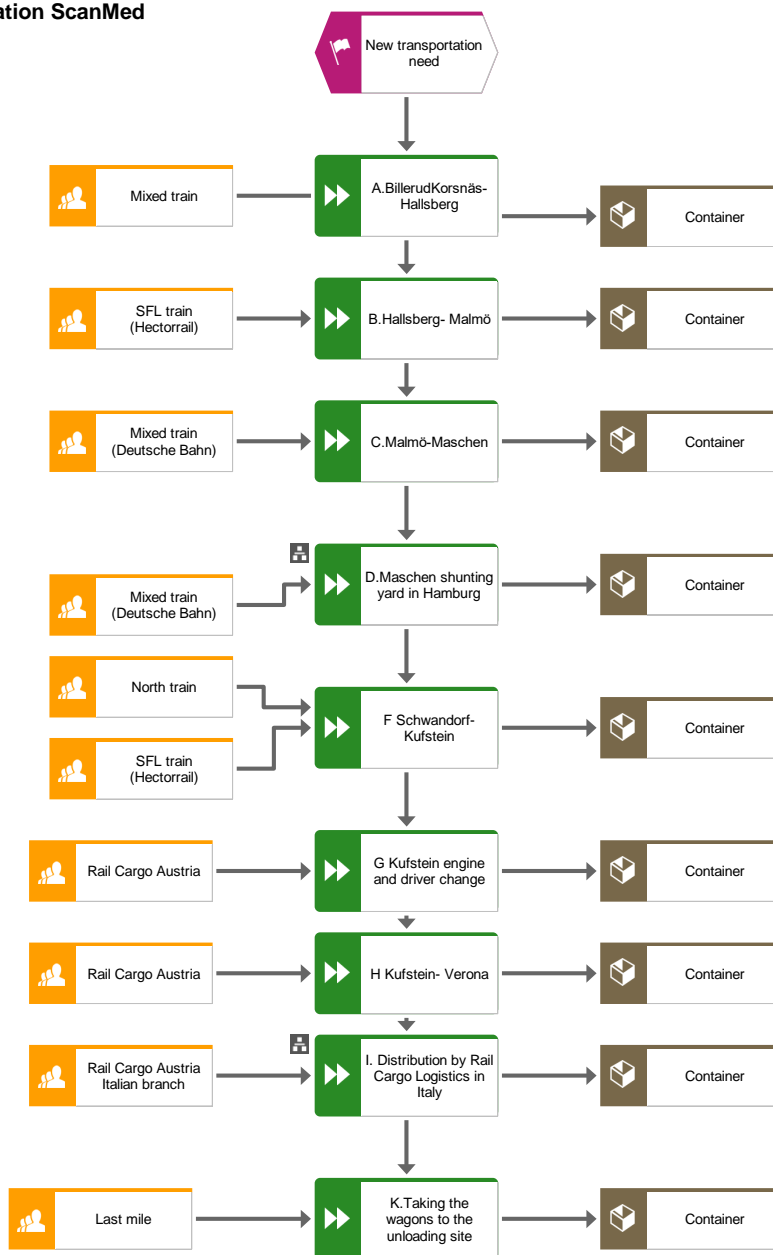 ation ScanMed
New transportation
need
Mixed train
A.BillerudKorsnäs-
Hallsberg
Container
SFL train
(Hectorrail)
B.Hallsberg- Malmö
Container
Mixed train
(Deutsche Bahn)
C.Malmö-Maschen
Container
Mixed train
(Deutsche Bahn)
D.Maschen shunting
yard in Hamburg
Container
North train
SFL train
(Hectorrail)
F Schwandorf-
Kufstein
Container
Rail Cargo Austria
G Kufstein engine
and driver change
Container
Rail Cargo Austria
H Kufstein- Verona
Container
Rail Cargo Austria
Italian branch
I. Distribution by Rail
Cargo Logistics in
Italy
Container
Last mile
K.Taking the
wagons to the
unloading site
Container